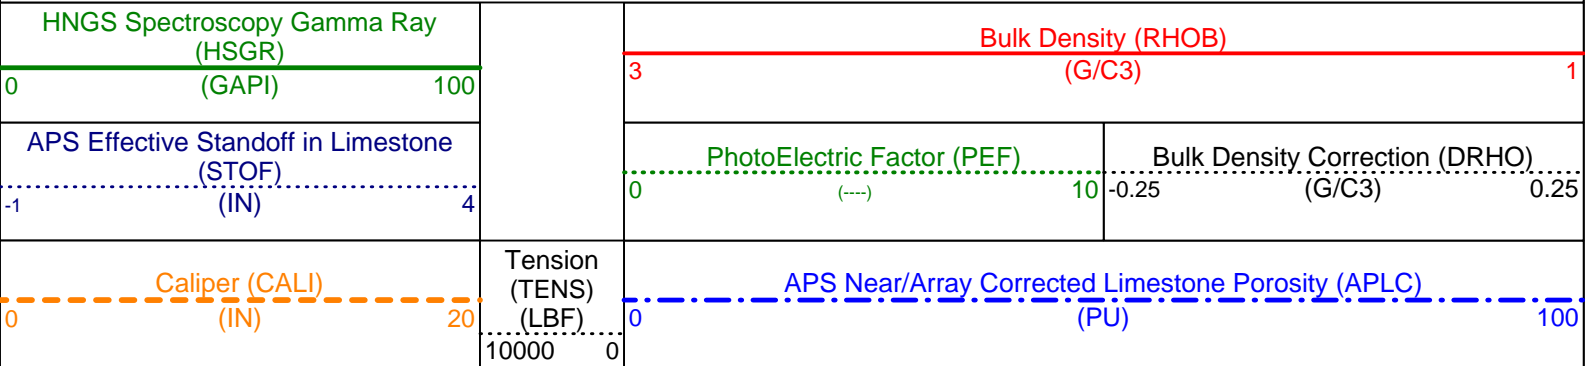 HNGS Spectroscopy Gamma Ray
(HSGR)
0 (GAPI) 100
Bulk Density (RHOB)
3 (G/C3) 1
APS Effective Standoff in Limestone
(STOF)
-1 (IN) 4
PhotoElectric Factor (PEF)
0 (----) 10
Bulk Density Correction (DRHO)
-0.25 (G/C3) 0.25
Caliper (CALI)
0 (IN) 20
Tension
(TENS)
(LBF)
10000 0
APS Near/Array Corrected Limestone Porosity (APLC)
0 (PU) 100